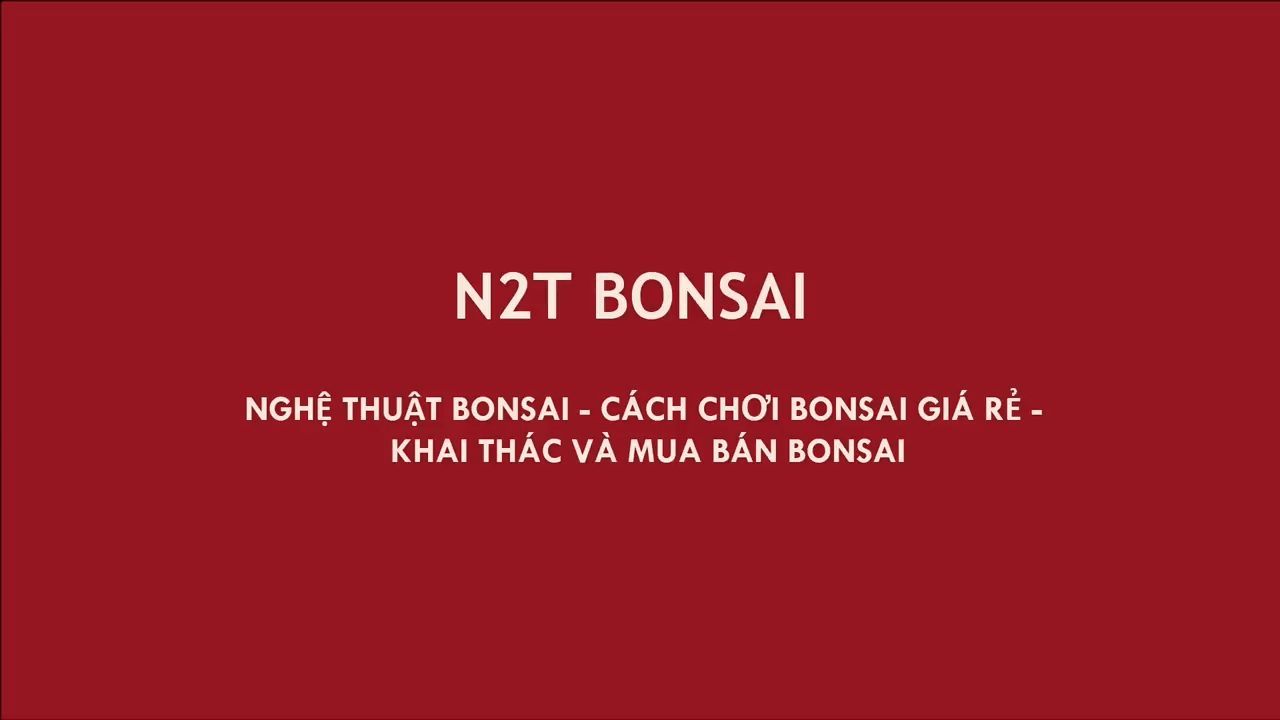 N2T BONSAI
NGHỆ THUẬT BONSAI - CÁCH CHƠI BONSAI GIÁ RẺ -
KHAI THÁC VÀ MUA BÁN BONSAI